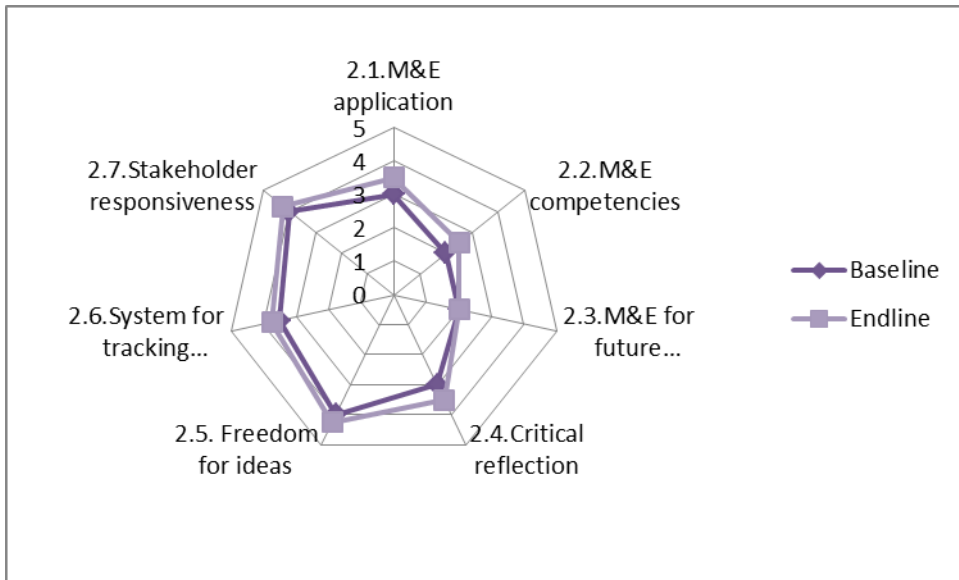 2.1.M&E
application
5
4
3
2
1
0
2.2.M&E
competencies
2.3.M&E for
future...
2.4.Critical
reflection
2.5. Freedom
for ideas
2.6.System for
tracking...
2.7.Stakeholder
responsiveness
Baseline
Endline